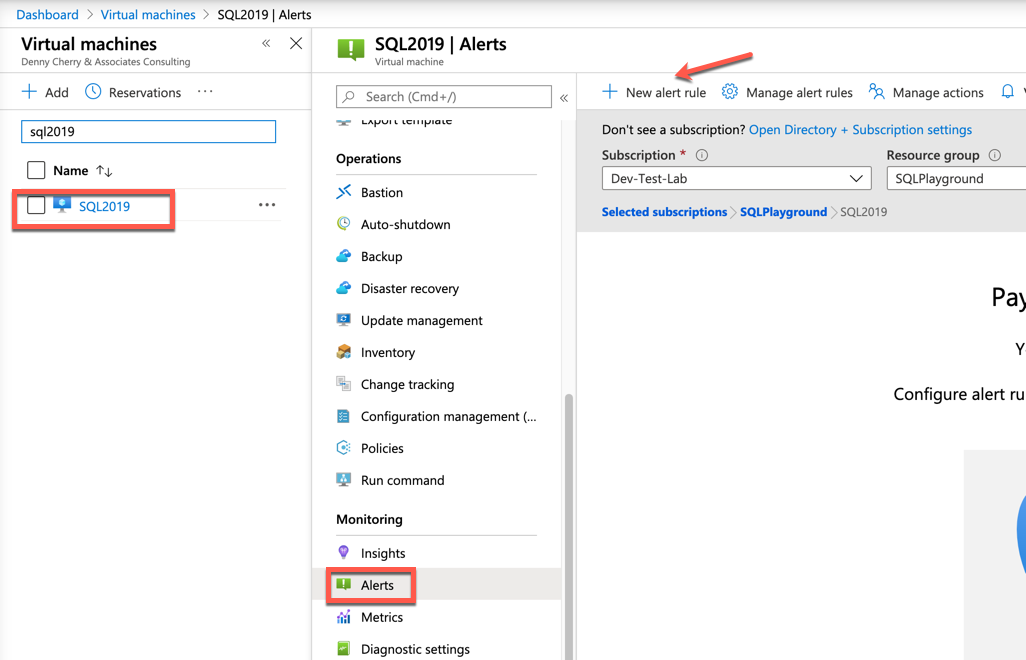 Dashboard > Virtual machines > SQL2019 | Alerts
Virtual machines
Denny Cherry & Associates Consulting
Add
Reservations
sql2019
Name
SQL2019
SQL2019 | Alerts
Virtual machine
Search (Cmd+/)
Export template
Operations
Bastion
Auto-shutdown
Backup
Disaster recovery
Update management
Inventory
Change tracking
Configuration management (...
Policies
Run command
Monitoring
Insights
Alerts
Metrics
Diagnostic settings
New alert rule
Manage alert rules
Manage actions
Don't see a subscription? Open Directory + Subscription settings
Subscription *
Resource group
Dev-Test-Lab
SQLPlayground
Selected subscriptions > SQLPlayground > SQL2019
Pay
Configure alert ru